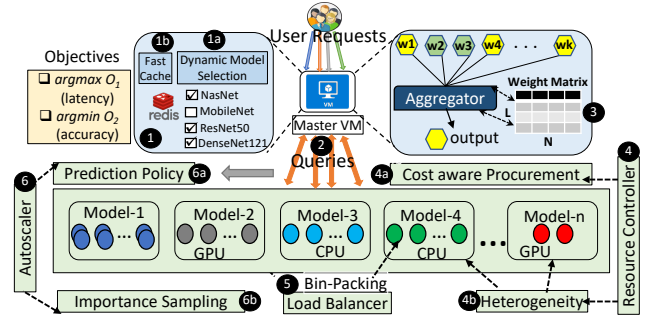 User Requests
Objectives
argmax O1
(latency)
argmin O2
(accuracy)
1b
1a
Fast
Cache
Dynamic Model
Selection
redis
NasNet
MobileNet
ResNet50
DenseNet121
1
VM
Master VM
w1
w2
w3
w4
. . .
wk
Weight Matrix
Aggregator
L
N
3
output
2
Queries
4
6
Prediction Policy
6a
4a
Cost aware Procurement
Autoscaler
Resource Controller
Model-1
...
Model-2
...
GPU
Model-3
...
CPU
Model-4
...
CPU
...
Model-n
GPU
5
Bin-Packing
Load Balancer
Importance Sampling
6b
4b
Heterogeneity